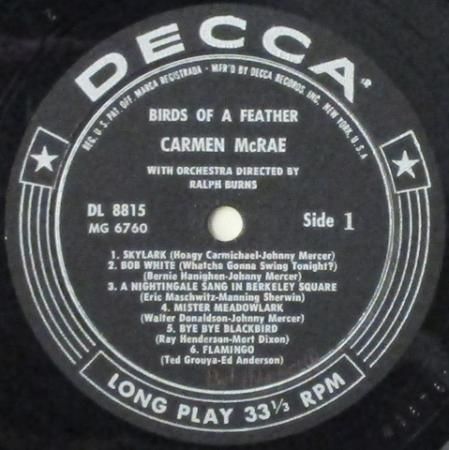 DECCA
REG. U.S. PAT. OFF. MARCA REGISTRADA - MFR'D BY DECCA RECORDS, INC., NEW YORK, U.S.A.
BIRDS OF A FEATHER
CARMEN McRAE
WITH ORCHESTRA DIRECTED BY
RALPH BURNS
DL 8815
MG 6760
Side 1
1. SKYLARK (Hoagy Carmichael-Johnny Mercer)
2. BOB WHITE (Whatcha Gonna Swing Tonight?)
(Bernie Hanighen-Johnny Mercer)
3. A NIGHTINGALE SANG IN BERKELEY SQUARE
(Eric Maschwitz-Manning Sherwin)
4. MISTER MEADOWLARK
(Walter Donaldson-Johnny Mercer)
5. BYE BYE BLACKBIRD
(Ray Henderson-Mort Dixon)
6. FLAMINGO
(Ted Grouya-Ed Anderson)
LONG PLAY 33 1/3 RPM